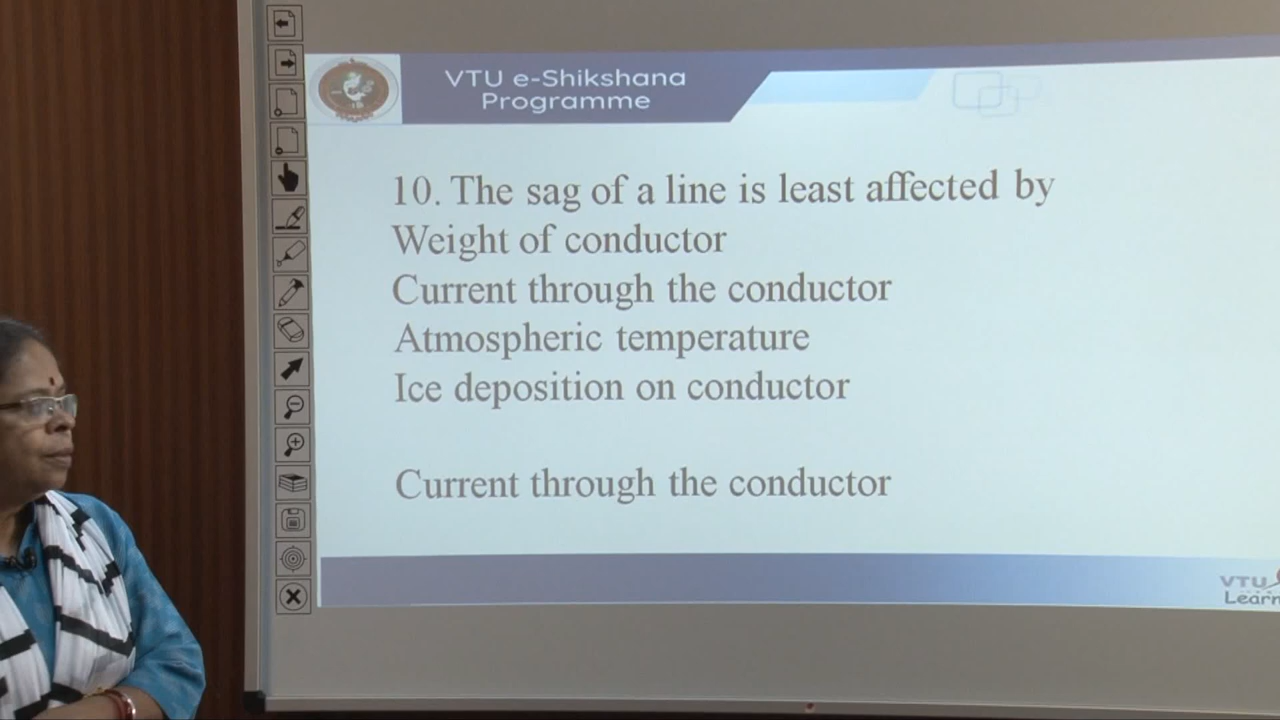 VTU e-Shikshana
Programme
10. The sag of a line is least affected by
Weight of conductor
Current through the conductor
Atmospheric temperature
Ice deposition on conductor
Current through the conductor
VTU